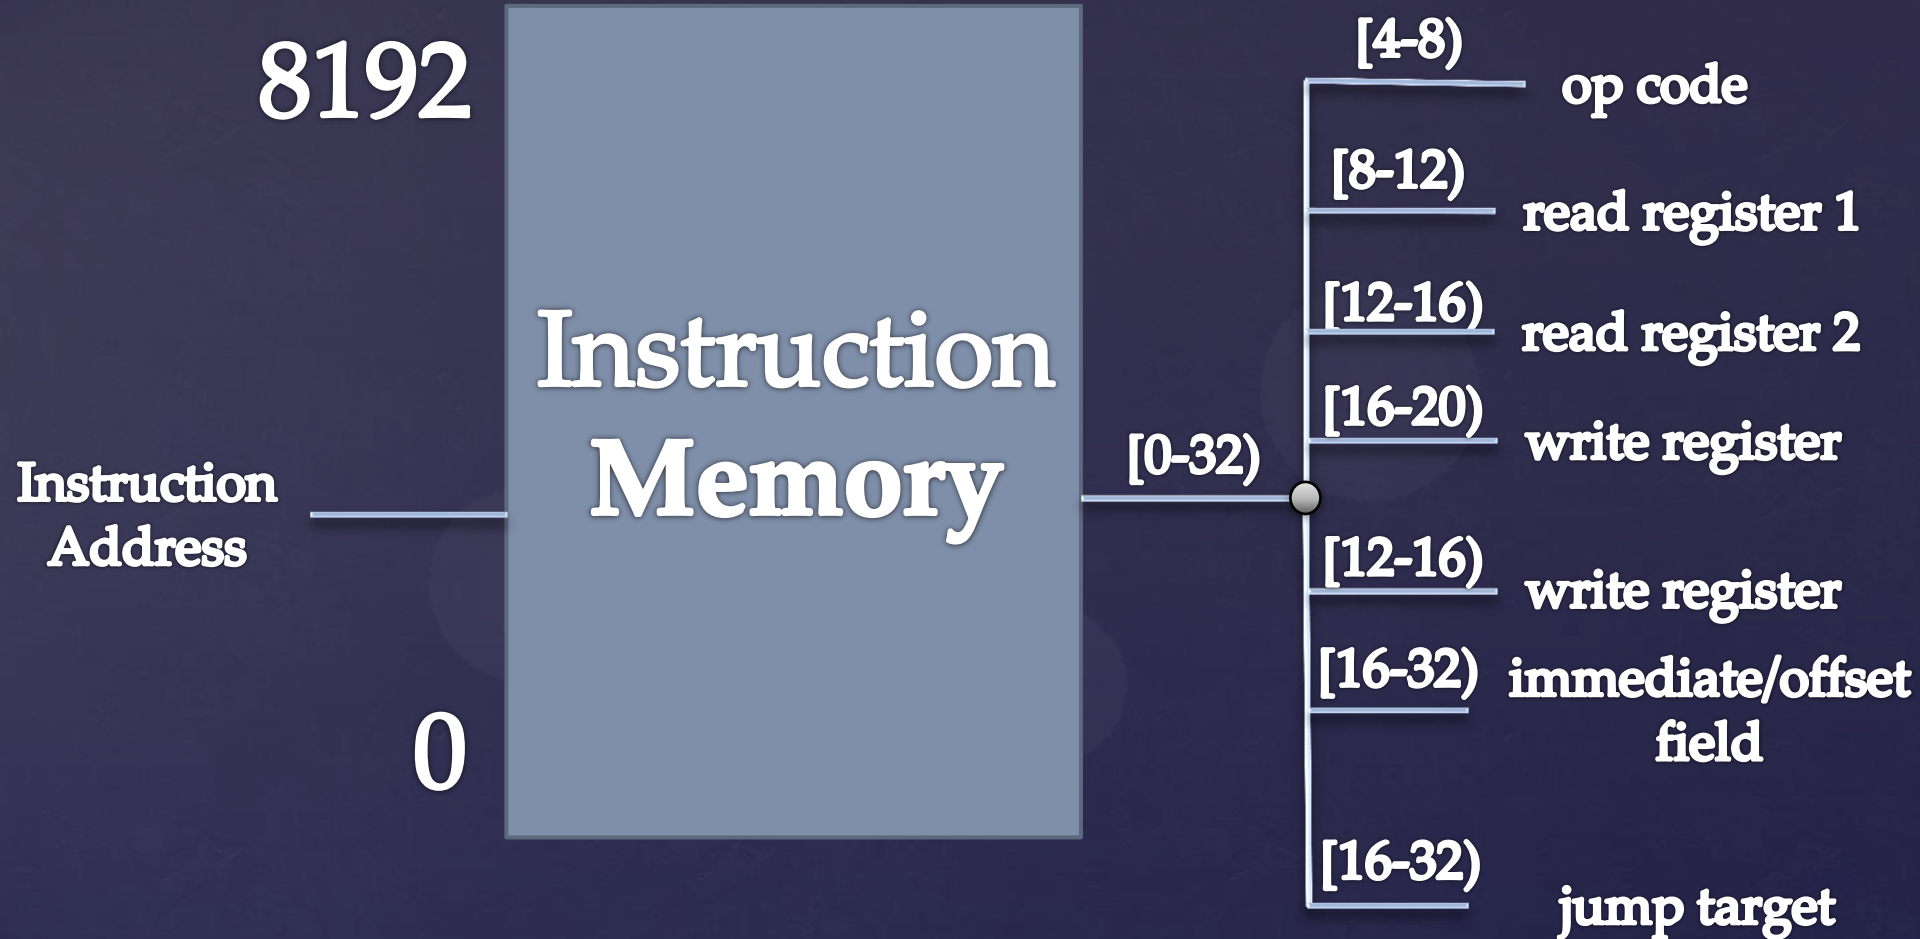 8192
Instruction
Address
0
Instruction
Memory
[0-32)
[4-8)
op code
[8-12)
read register 1
[12-16)
read register 2
[16-20)
write register
[12-16)
write register
[16-32)
immediate/offset
field
[16-32)
jump target